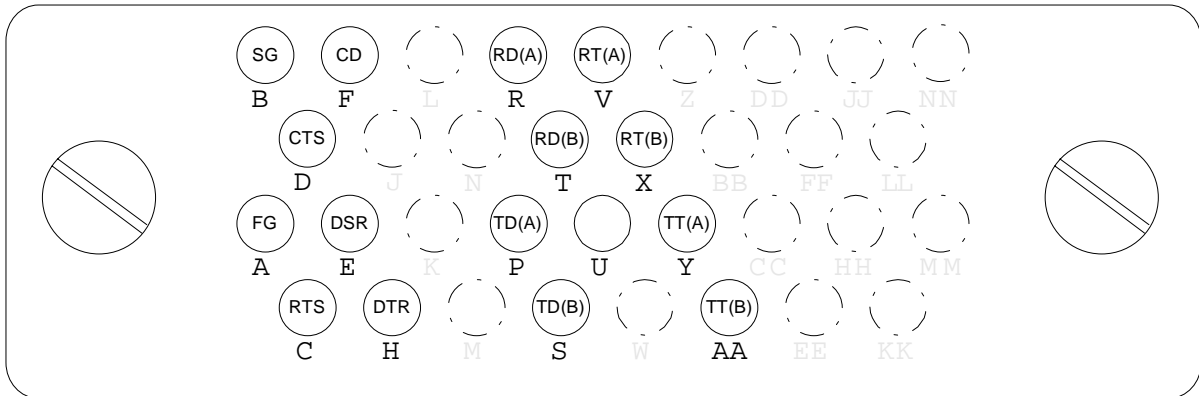 SG CD RD(A) RT(A)
B F L R V Z DD JJ NN
CTS RD(B) RT(B)
D J N T X BB FF LL
FG DSR TD(A) TT(A)
A E K P U Y CC HH MM
RTS DTR TD(B) TT(B)
C H M S W AA EE KK